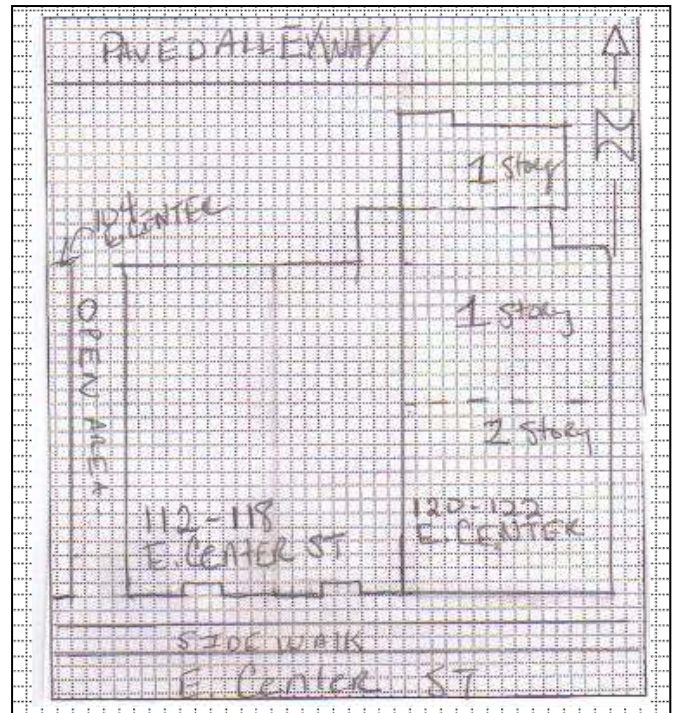 PAVED ALLEYWAY
N
1 Story
104
E. CENTER
1 Story
OPEN AREA
2 Story
112-118
E. CENTER ST
120-122
E. CENTER
SIDEWALK
E. Center ST